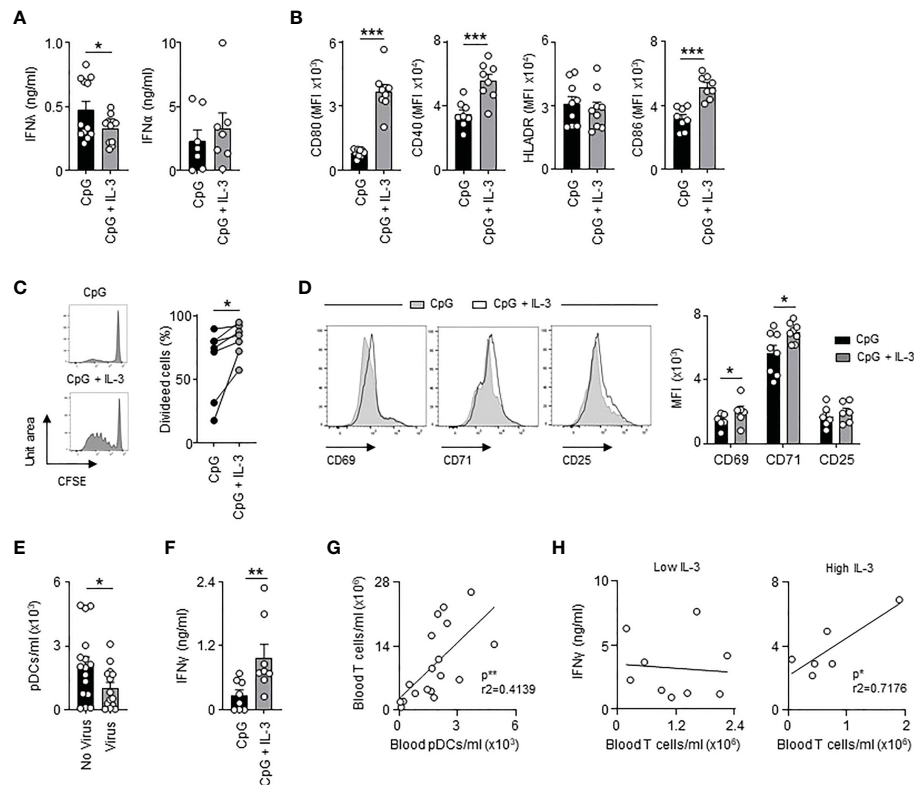 A
IFNλ (ng/ml)
1.0
0.5
0
*
CpG
CpG + IL-3
IFNα (ng/ml)
10
5
0
CpG
CpG + IL-3
B
CD80 (MFI x10³)
6
3
0
***
CpG
CpG + IL-3
CD40 (MFI x10⁴)
8
4
0
***
CpG
CpG + IL-3
HLADR (MFI x10⁴)
6
3
0
CpG
CpG + IL-3
CD86 (MFI x10³)
8
4
0
***
CpG
CpG + IL-3
C
CpG
CpG + IL-3
Unit area
CFSE
Divideed cells (%)
100
50
0
*
CpG
CpG + IL-3
D
CpG
CpG + IL-3
CD69
CD71
CD25
MFI (x10³)
8
6
4
2
0
*
*
CpG
CpG + IL-3
CD69 CD71 CD25
E
pDCs/ml (x10³)
6
3
0
*
No Virus
Virus
F
IFNγ (ng/ml)
2.4
1.2
0
**
CpG
CpG + IL-3
G
Blood T cells/ml (x10⁶)
28
14
0
p**
r2=0.4139
0 3 6
Blood pDCs/ml (x10³)
H
Low IL-3
IFNγ (ng/ml)
10
5
0
0 1.2 2.4
Blood T cells/ml (x10⁶)
High IL-3
8
4
0
p*
r2=0.7176
0 1 2
Blood T cells/ml (x10⁶)